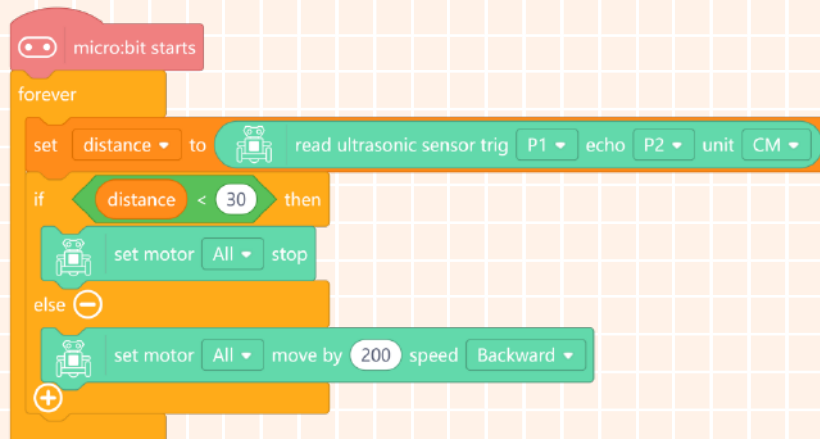 micro:bit starts
forever
set distance to read ultrasonic sensor trig P1 echo P2 unit CM
if distance < 30 then
set motor All stop
else
set motor All move by 200 speed Backward